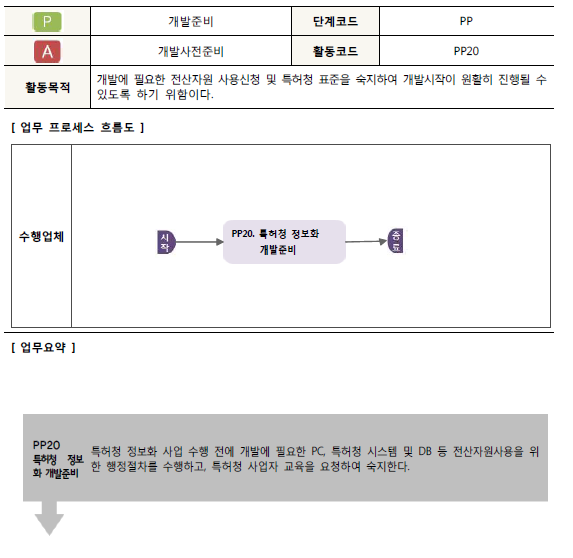 P 개발준비 단계코드 PP
A 개발사전준비 활동코드 PP20
활동목적 개발에 필요한 전산자원 사용신청 및 특허청 표준을 숙지하여 개발시작이 원활히 진행될 수
있도록 하기 위함이다.
[ 업무 프로세스 흐름도 ]
수행업체
시
작
PP20. 특허청 정보화
개발준비
종
료
[ 업무요약 ]
PP20
특허청 정보
화 개발준비
특허청 정보화 사업 수행 전에 개발에 필요한 PC, 특허청 시스템 및 DB 등 전산자원사용을 위
한 행정절차를 수행하고, 특허청 사업자 교육을 요청하여 숙지한다.